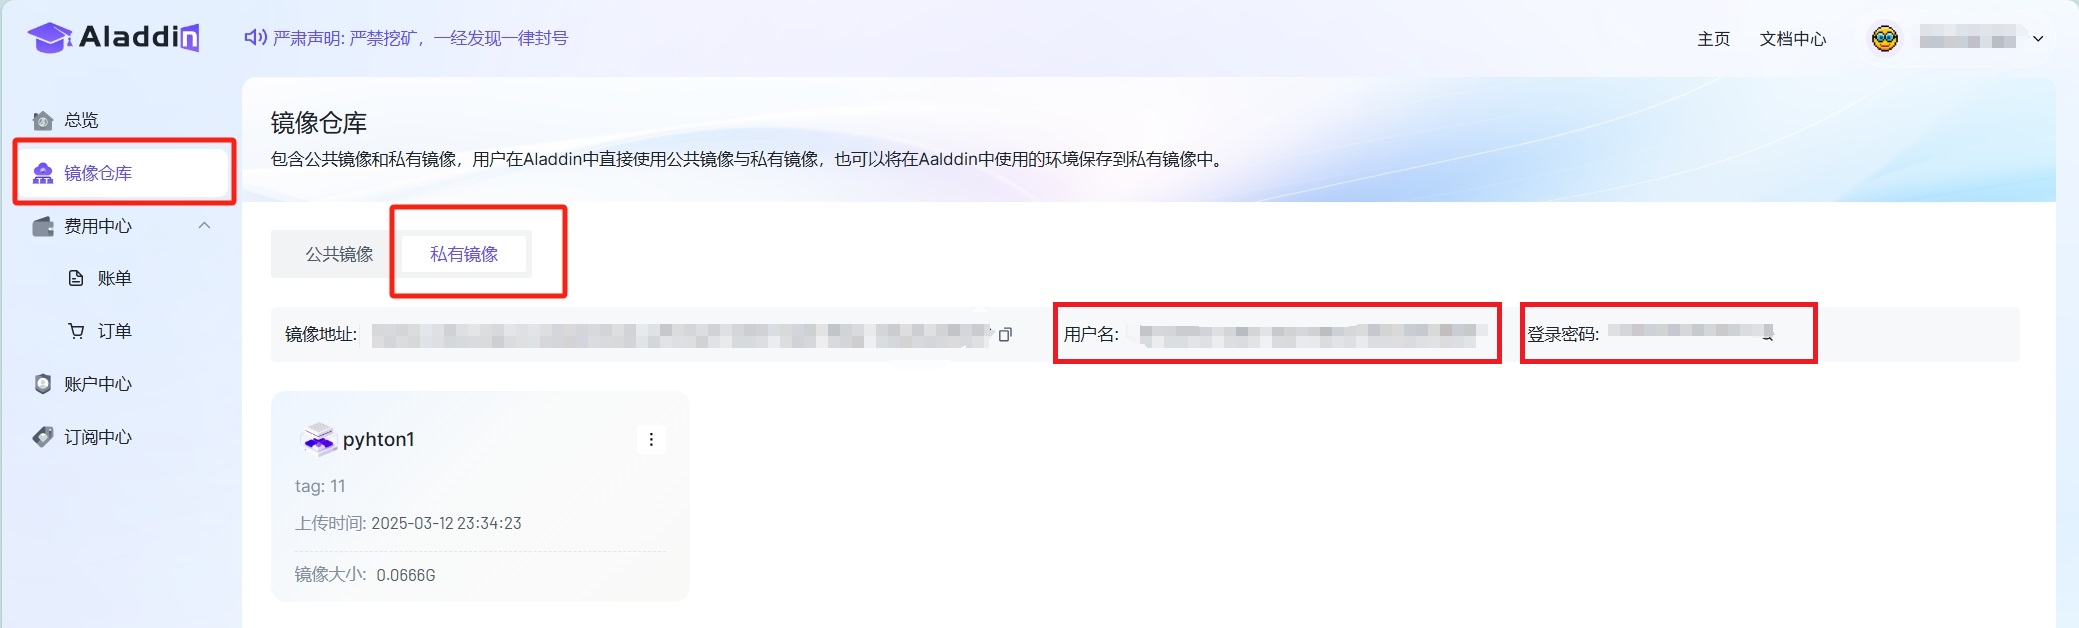 Aladdin
严肃声明: 严禁挖矿，一经发现一律封号
主页
文档中心
总览
镜像仓库
费用中心
账单
订单
账户中心
订阅中心
镜像仓库
包含公共镜像和私有镜像，用户在Aladdin中直接使用公共镜像与私有镜像，也可以将在Aalddin中使用的环境保存到私有镜像中。
公共镜像
私有镜像
镜像地址:
用户名:
登录密码:
pyhton1
tag: 11
上传时间: 2025-03-12 23:34:23
镜像大小: 0.0666G